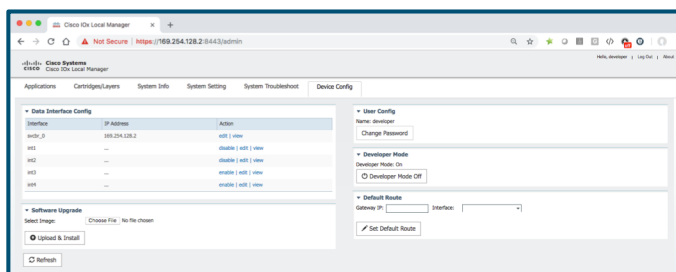 Cisco IOx Local Manager
Not Secure | https://169.254.128.2:8443/admin
Hello, developer | Log Out | About
Cisco Systems
Cisco IOx Local Manager
CISCO
Applications
Cartridges/Layers
System Info
System Setting
System Troubleshoot
Device Config
Data Interface Config
Interface IP Address Action
svcbr_0 169.254.128.2 edit | view
int1 ... disable | edit | view
int2 ... disable | edit | view
int3 ... enable | edit | view
int4 ... enable | edit | view
Software Upgrade
Select Image: Choose File No file chosen
Upload & Install
Refresh
User Config
Name: developer
Change Password
Developer Mode
Developer Mode: On
Developer Mode Off
Default Route
Gateway IP: Interface:
Set Default Route